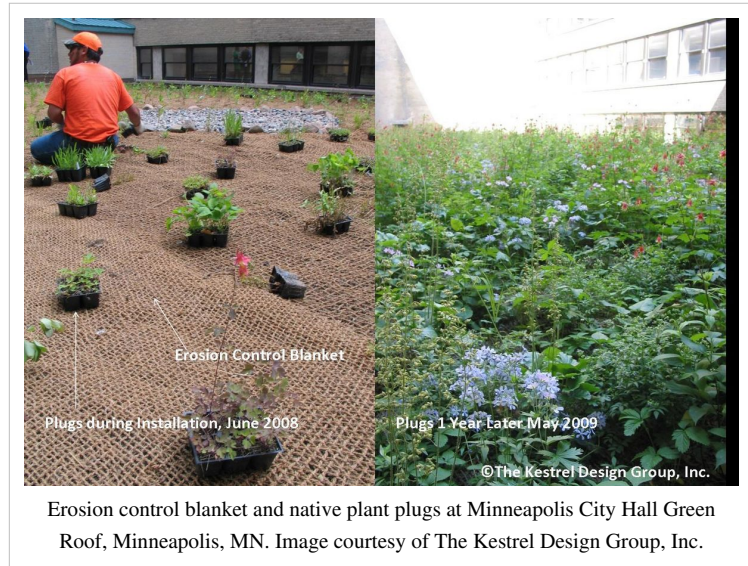 Erosion Control Blanket
Plugs during Installation, June 2008
Plugs 1 Year Later May 2009
©The Kestrel Design Group, Inc.
Erosion control blanket and native plant plugs at Minneapolis City Hall Green
Roof, Minneapolis, MN. Image courtesy of The Kestrel Design Group, Inc.